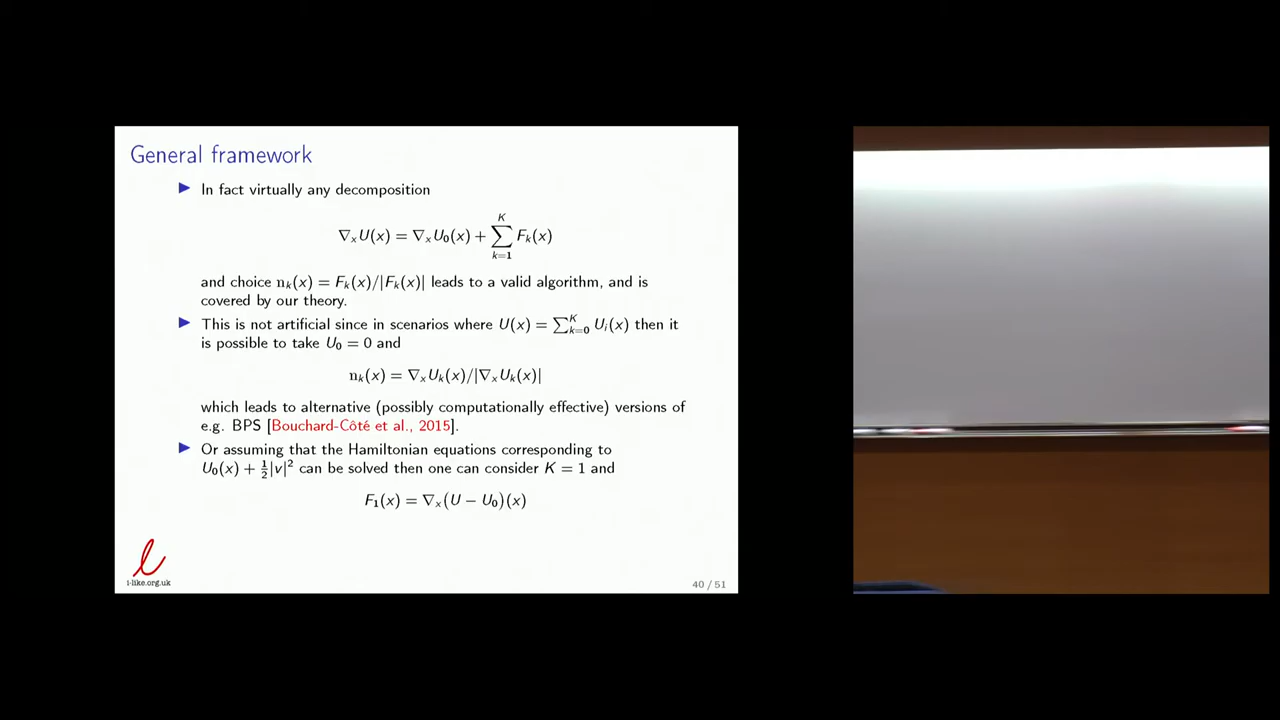 General framework
▶ In fact virtually any decomposition
∇ₓU(x) = ∇ₓU₀(x) + ∑_{k=1}^{K} Fₖ(x)
and choice nₖ(x) = Fₖ(x)/|Fₖ(x)| leads to a valid algorithm, and is
covered by our theory.
▶ This is not artificial since in scenarios where U(x) = ∑_{k=0}^{K} Uᵢ(x) then it
is possible to take U₀ = 0 and
nₖ(x) = ∇ₓUₖ(x)/|∇ₓUₖ(x)|
which leads to alternative (possibly computationally effective) versions of
e.g. BPS [Bouchard-Côté et al., 2015].
▶ Or assuming that the Hamiltonian equations corresponding to
U₀(x) + ½|v|² can be solved then one can consider K = 1 and
F₁(x) = ∇ₓ(U − U₀)(x)
i-like.org.uk
40 / 51